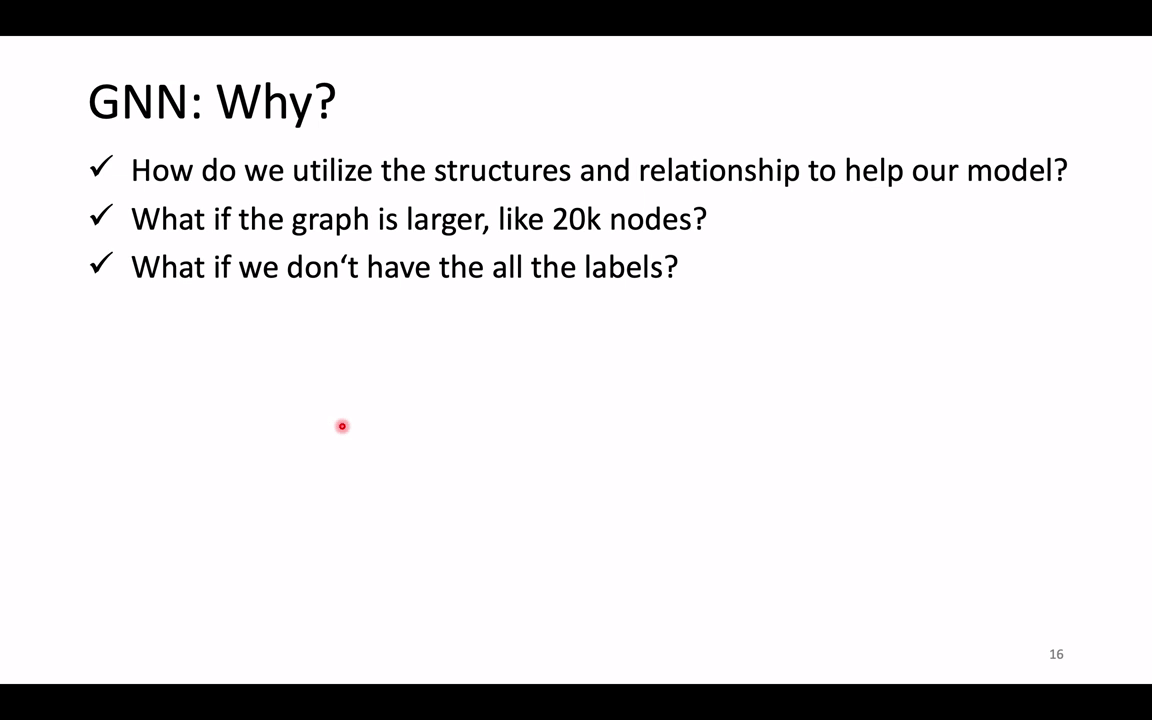 GNN: Why?
✓ How do we utilize the structures and relationship to help our model?
✓ What if the graph is larger, like 20k nodes?
✓ What if we don‘t have the all the labels?
16